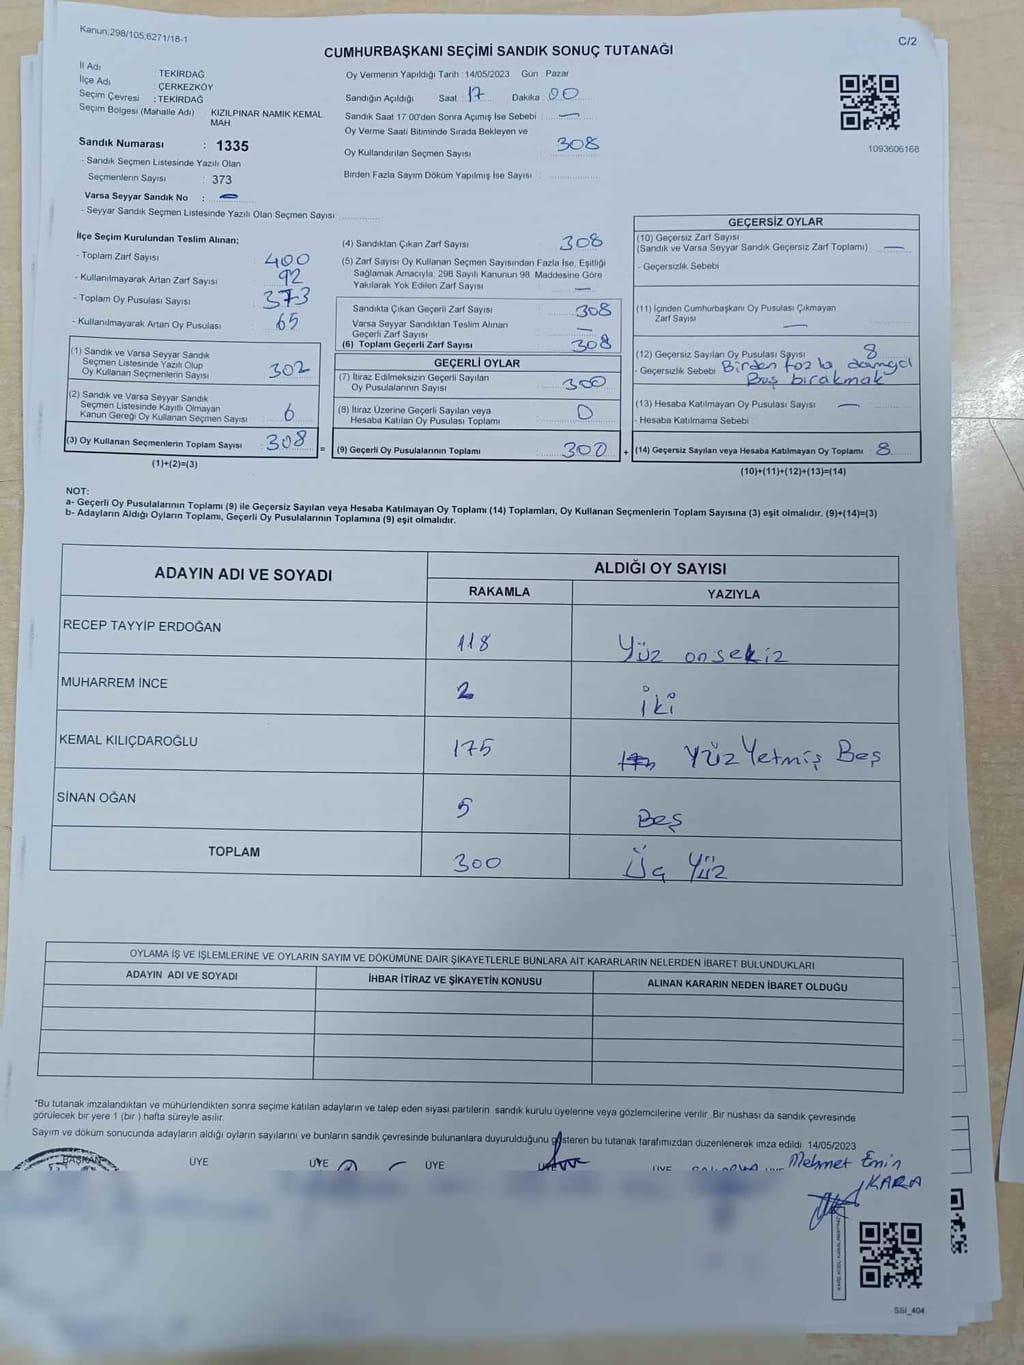 Kanun;298/105;6271/18-1
C/2
CUMHURBAŞKANI SEÇİMİ SANDIK SONUÇ TUTANAĞI
İl Adı TEKİRDAĞ
İlçe Adı ÇERKEZKÖY
Seçim Çevresi : TEKİRDAĞ
Seçim Bölgesi (Mahalle Adı) KIZILPINAR NAMIK KEMAL MAH.
Sandık Numarası : 1335
- Sandık Seçmen Listesinde Yazılı Olan
Seçmenlerin Sayısı : 373
Varsa Seyyar Sandık No : —
- Seyyar Sandık Seçmen Listesinde Yazılı Olan Seçmen Sayısı:
Oy Vermenin Yapıldığı Tarih : 14/05/2023 Gün : Pazar
Sandığın Açıldığı Saat 17 Dakika : 00
Sandık Saat 17:00'den Sonra Açımış İse Sebebi : —
Oy Verme Saati Bitiminde Sırada Bekleyen ve
Oy Kullandırılan Seçmen Sayısı : 308
Birden Fazla Sayım Döküm Yapılmış İse Sayısı :
1093606168
İlçe Seçim Kurulundan Teslim Alınan;
- Toplam Zarf Sayısı : 400
- Kullanılmayarak Artan Zarf Sayısı : 92
- Toplam Oy Pusulası Sayısı : 373
- Kullanılmayarak Artan Oy Pusulası : 65
(1) Sandık ve Varsa Seyyar Sandık
Seçmen Listesinde Yazılı Olup
Oy Kullanan Seçmenlerin Sayısı : 302
(2) Sandık ve Varsa Seyyar Sandık
Seçmen Listesinde Kayıtlı Olmayan
Kanun Gereği Oy Kullanan Seçmen Sayısı : 6
(3) Oy Kullanan Seçmenlerin Toplam Sayısı : 308 =
(1)+(2)=(3)
(4) Sandıktan Çıkan Zarf Sayısı : 308
(5) Zarf Sayısı Oy Kullanan Seçmen Sayısından Fazla İse, Eşitliği
Sağlamak Amacıyla, 298 Sayılı Kanunun 98. Maddesine Göre
Yakılarak Yok Edilen Zarf Sayısı : —
Sandıkta Çıkan Geçerli Zarf Sayısı : 308
Varsa Seyyar Sandıktan Teslim Alınan
Geçerli Zarf Sayısı : —
(6) Toplam Geçerli Zarf Sayısı : 308
GEÇERLİ OYLAR
(7) İtiraz Edilmeksizin Geçerli Sayılan
Oy Pusulalarının Sayısı : 300
(8) İtiraz Üzerine Geçerli Sayılan veya
Hesaba Katılan Oy Pusulaları Toplamı : 0
(9) Geçerli Oy Pusulalarının Toplamı : 300 +
GEÇERSİZ OYLAR
(10) Geçersiz Zarf Sayısı
(Sandık ve Varsa Seyyar Sandık Geçersiz Zarf Toplamı) : —
- Geçersizlik Sebebi :
(11) İçinden Cumhurbaşkanı Oy Pusulası Çıkmayan
Zarf Sayısı : —
(12) Geçersiz Sayılan Oy Pusulası Sayısı : 8
- Geçersizlik Sebebi : Birden fazla damga
Boş bırakmak
(13) Hesaba Katılmayan Oy Pusulası Sayısı : —
- Hesaba Katılmama Sebebi :
(14) Geçersiz Sayılan veya Hesaba Katılmayan Oy Toplamı : 8
(10)+(11)+(12)+(13)=(14)
NOT:
a- Geçerli Oy Pusulalarının Toplamı (9) ile Geçersiz Sayılan veya Hesaba Katılmayan Oy Toplamı (14) Toplamları, Oy Kullanan Seçmenlerin Toplam Sayısına (3) eşit olmalıdır. (9)+(14)=(3)
b- Adayların Aldığı Oyların Toplamı, Geçerli Oy Pusulalarının Toplamına (9) eşit olmalıdır.
ADAYIN ADI VE SOYADI ALDIĞI OY SAYISI
RAKAMLA YAZIYLA
RECEP TAYYİP ERDOĞAN 118 Yüz onsekiz
MUHARREM İNCE 2 iki
KEMAL KILIÇDAROĞLU 175 Yüz Yetmiş Beş
SİNAN OĞAN 5 Beş
TOPLAM 300 Üç Yüz
OYLAMA İŞ VE İŞLEMLERİNE VE OYLARIN SAYIM VE DÖKÜMÜNE DAİR ŞİKAYETLERLE BUNLARA AİT KARARLARIN NELERDEN İBARET BULUNDUKLARI
ADAYIN ADI VE SOYADI İHBAR İTİRAZ VE ŞİKAYETİN KONUSU ALINAN KARARIN NEDEN İBARET OLDUĞU
*Bu tutanak imzalandıktan ve mühürlendikten sonra seçime katılan adayların ve talep eden siyasi partilerin sandık kurulu üyelerine veya gözlemcilerine verilir. Bir nüshası da sandık çevresinde
görülecek bir yere 1 (bir ) hafta süreyle asılır.
Sayım ve döküm sonucunda adayların aldığı oyların sayılarını ve bunların sandık çevresinde bulunanlara duyurulduğunu gösteren bu tutanak tarafımızdan düzenlenerek imza edildi. 14/05/2023
BAŞKAN ÜYE ÜYE ÜYE ÜYE ÜYE
Mehmet Emin
KARA
SSI_404